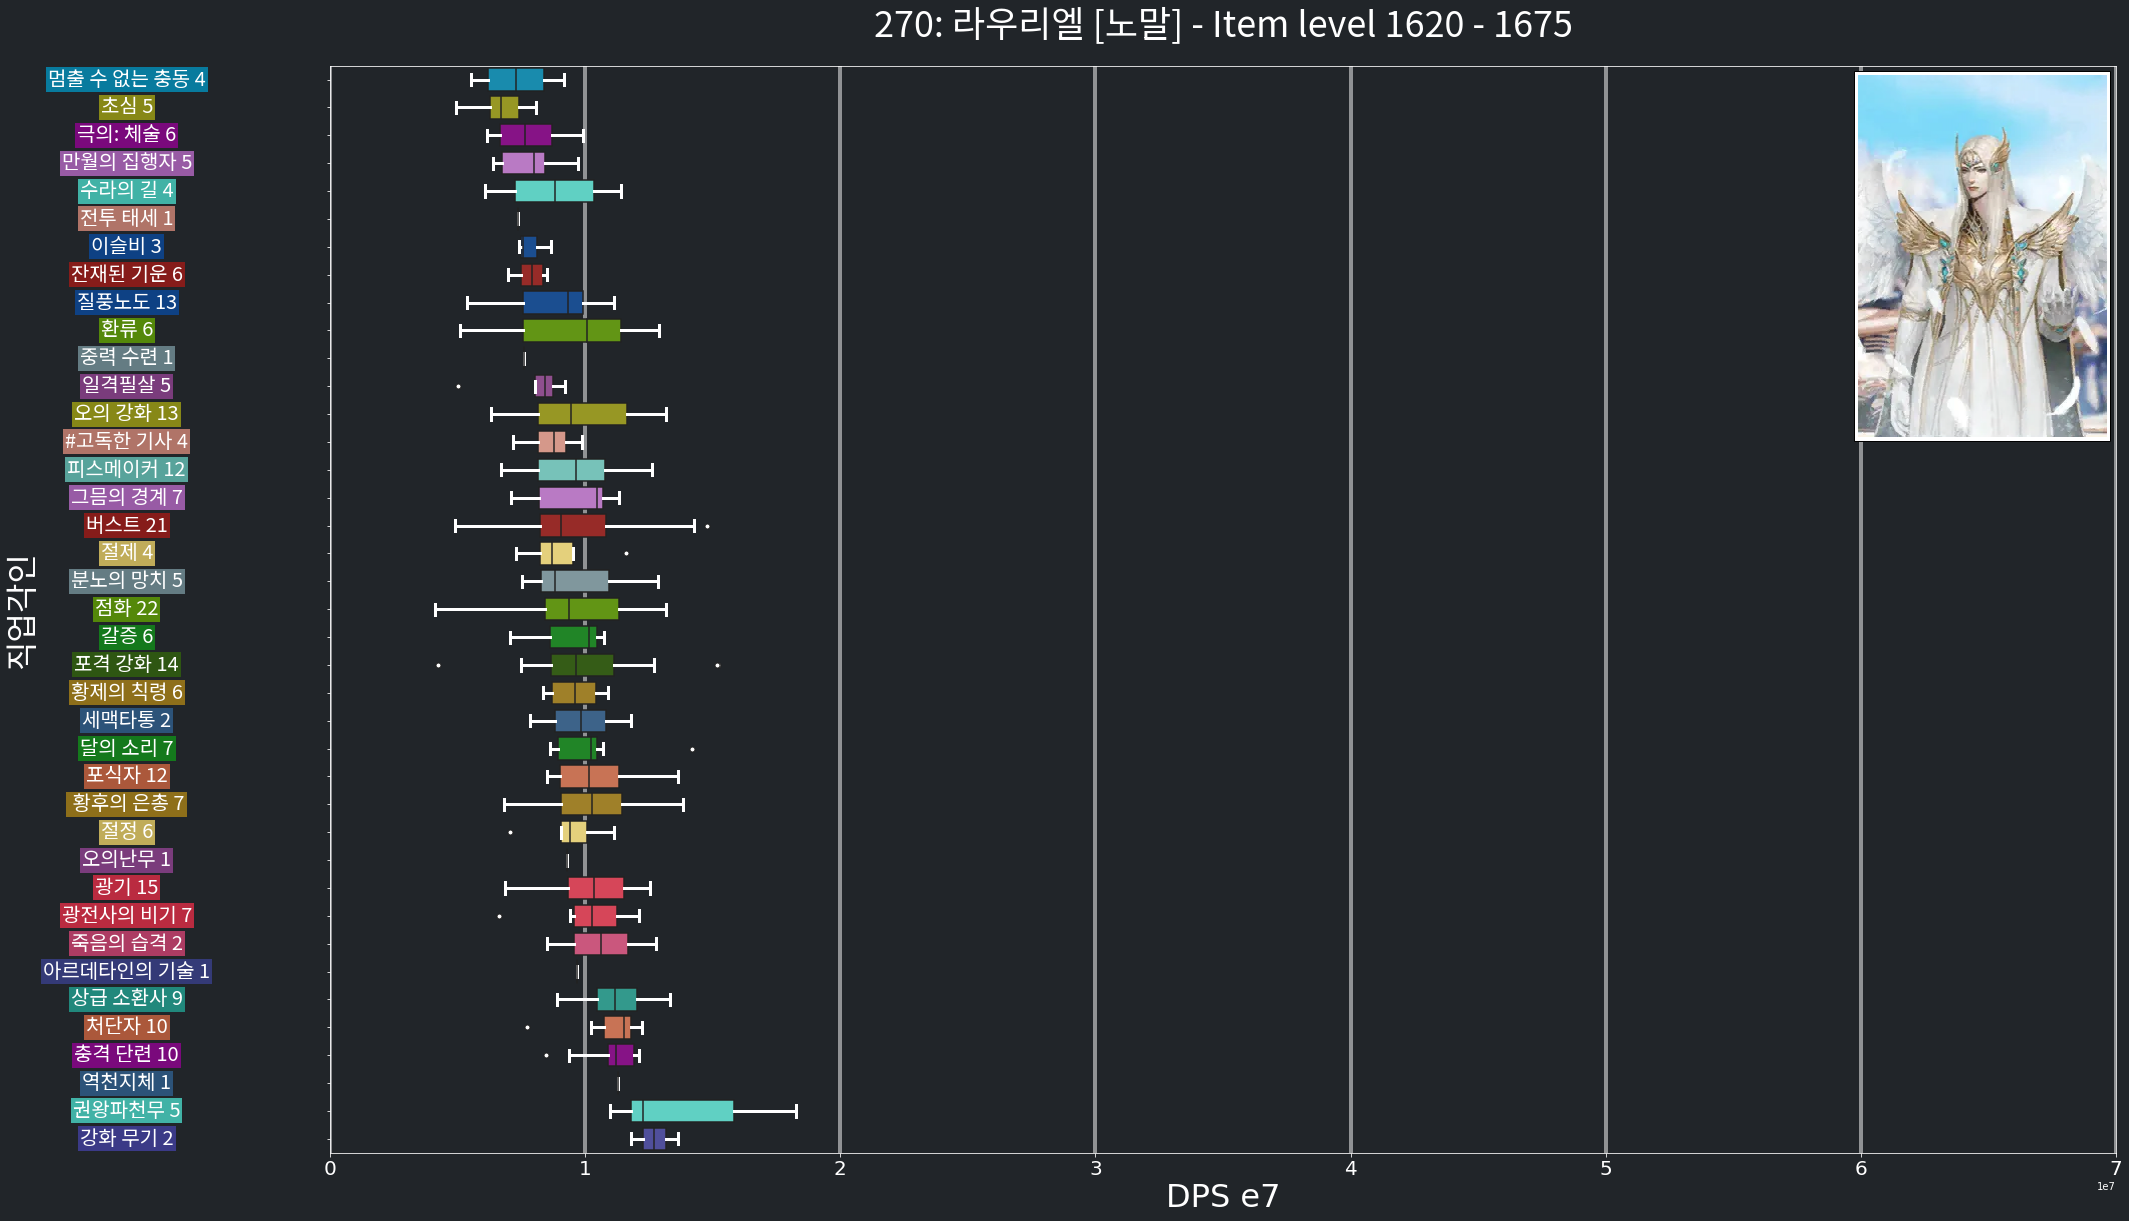 270: 라우리엘 [노말] - Item level 1620 - 1675
직업각인
멈출 수 없는 충동 4
초심 5
극의: 체술 6
만월의 집행자 5
수라의 길 4
전투 태세 1
이슬비 3
잔재된 기운 6
질풍노도 13
환류 6
중력 수련 1
일격필살 5
오의 강화 13
#고독한 기사 4
피스메이커 12
그믐의 경계 7
버스트 21
절제 4
분노의 망치 5
점화 22
갈증 6
포격 강화 14
황제의 칙령 6
세맥타통 2
달의 소리 7
포식자 12
황후의 은총 7
절정 6
오의난무 1
광기 15
광전사의 비기 7
죽음의 습격 2
아르데타인의 기술 1
상급 소환사 9
처단자 10
충격 단련 10
역천지체 1
권왕파천무 5
강화 무기 2
0 1 2 3 4 5 6 7
1e7
DPS e7